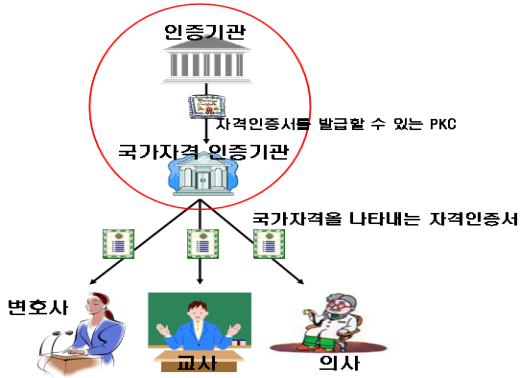 인증기관
자격인증서를 발급할 수 있는 PKC
국가자격 인증기관
국가자격을 나타내는 자격인증서
변호사
교사
의사